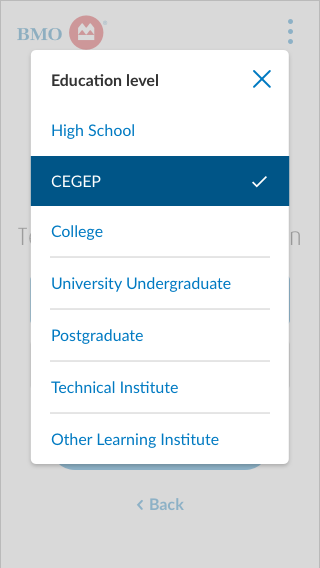 BMO
Education level
High School
CEGEP
College
University Undergraduate
Postgraduate
Technical Institute
Other Learning Institute
Back